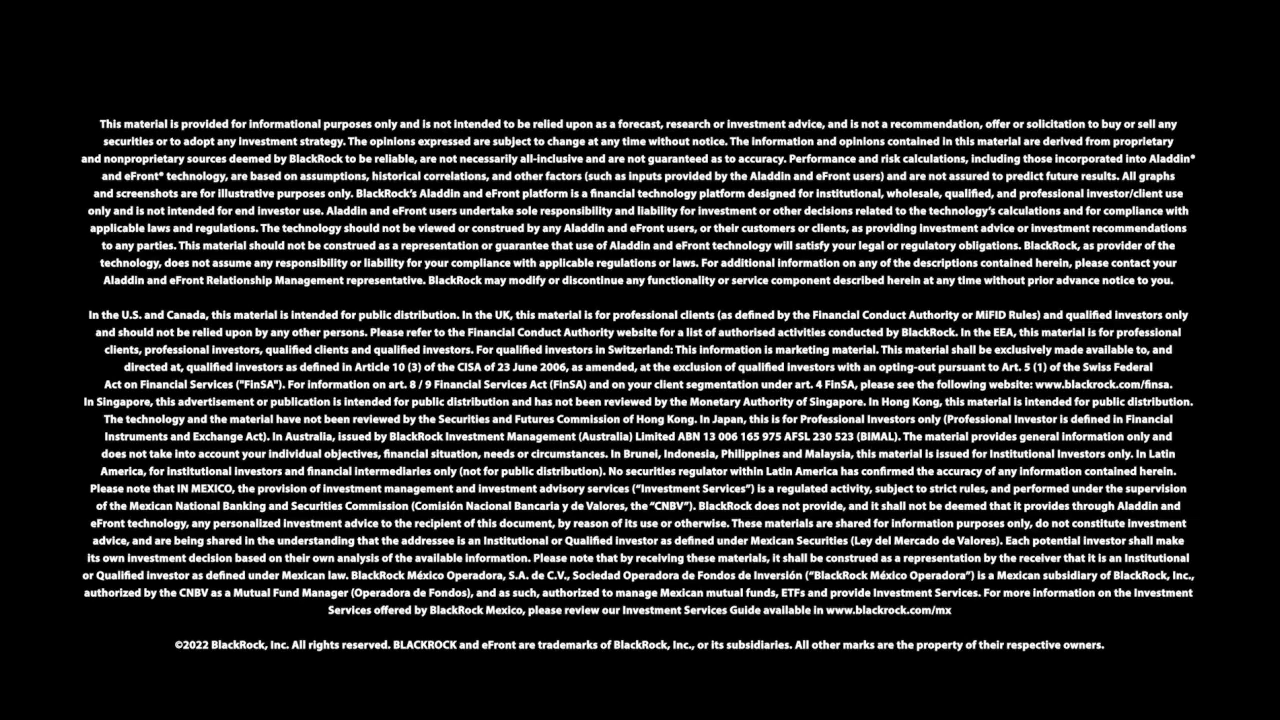 This material is provided for informational purposes only and is not intended to be relied upon as a forecast, research or investment advice, and is not a recommendation, offer or solicitation to buy or sell any
securities or to adopt any investment strategy. The opinions expressed are subject to change at any time without notice. The information and opinions contained in this material are derived from proprietary
and nonproprietary sources deemed by BlackRock to be reliable, are not necessarily all-inclusive and are not guaranteed as to accuracy. Performance and risk calculations, including those incorporated into Aladdin®
and eFront® technology, are based on assumptions, historical correlations, and other factors (such as inputs provided by the Aladdin and eFront users) and are not assured to predict future results. All graphs
and screenshots are for illustrative purposes only. BlackRock's Aladdin and eFront platform is a financial technology platform designed for institutional, wholesale, qualified, and professional investor/client use
only and is not intended for end investor use. Aladdin and eFront users undertake sole responsibility and liability for investment or other decisions related to the technology's calculations and for compliance with
applicable laws and regulations. The technology should not be viewed or construed by any Aladdin and eFront users, or their customers or clients, as providing investment advice or investment recommendations
to any parties. This material should not be construed as a representation or guarantee that use of Aladdin and eFront technology will satisfy your legal or regulatory obligations. BlackRock, as provider of the
technology, does not assume any responsibility or liability for your compliance with applicable regulations or laws. For additional information on any of the descriptions contained herein, please contact your
Aladdin and eFront Relationship Management representative. BlackRock may modify or discontinue any functionality or service component described herein at any time without prior advance notice to you.
In the U.S. and Canada, this material is intended for public distribution. In the UK, this material is for professional clients (as defined by the Financial Conduct Authority or MiFID Rules) and qualified investors only
and should not be relied upon by any other persons. Please refer to the Financial Conduct Authority website for a list of authorised activities conducted by BlackRock. In the EEA, this material is for professional
clients, professional investors, qualified clients and qualified investors. For qualified investors in Switzerland: This information is marketing material. This material shall be exclusively made available to, and
directed at, qualified investors as defined in Article 10 (3) of the CISA of 23 June 2006, as amended, at the exclusion of qualified investors with an opting-out pursuant to Art. 5 (1) of the Swiss Federal
Act on Financial Services ("FinSA"). For information on art. 8 / 9 Financial Services Act (FinSA) and on your client segmentation under art. 4 FinSA, please see the following website: www.blackrock.com/finsa.
In Singapore, this advertisement or publication is intended for public distribution and has not been reviewed by the Monetary Authority of Singapore. In Hong Kong, this material is intended for public distribution.
The technology and the material have not been reviewed by the Securities and Futures Commission of Hong Kong. In Japan, this is for Professional Investors only (Professional Investor is defined in Financial
Instruments and Exchange Act). In Australia, issued by BlackRock Investment Management (Australia) Limited ABN 13 006 165 975 AFSL 230 523 (BIMAL). The material provides general information only and
does not take into account your individual objectives, financial situation, needs or circumstances. In Brunei, Indonesia, Philippines and Malaysia, this material is issued for Institutional Investors only. In Latin
America, for institutional investors and financial intermediaries only (not for public distribution). No securities regulator within Latin America has confirmed the accuracy of any information contained herein.
Please note that IN MEXICO, the provision of investment management and investment advisory services (“Investment Services”) is a regulated activity, subject to strict rules, and performed under the supervision
of the Mexican National Banking and Securities Commission (Comisión Nacional Bancaria y de Valores, the “CNBV”). BlackRock does not provide, and it shall not be deemed that it provides through Aladdin and
eFront technology, any personalized investment advice to the recipient of this document, by reason of its use or otherwise. These materials are shared for information purposes only, do not constitute investment
advice, and are being shared in the understanding that the addressee is an Institutional or Qualified investor as defined under Mexican Securities (Ley del Mercado de Valores). Each potential investor shall make
its own investment decision based on their own analysis of the available information. Please note that by receiving these materials, it shall be construed as a representation by the receiver that it is an Institutional
or Qualified investor as defined under Mexican law. BlackRock México Operadora, S.A. de C.V., Sociedad Operadora de Fondos de Inversión (“BlackRock México Operadora”) is a Mexican subsidiary of BlackRock, Inc.,
authorized by the CNBV as a Mutual Fund Manager (Operadora de Fondos), and as such, authorized to manage Mexican mutual funds, ETFs and provide Investment Services. For more information on the Investment
Services offered by BlackRock Mexico, please review our Investment Services Guide available in www.blackrock.com/mx
©2022 BlackRock, Inc. All rights reserved. BLACKROCK and eFront are trademarks of BlackRock, Inc., or its subsidiaries. All other marks are the property of their respective owners.